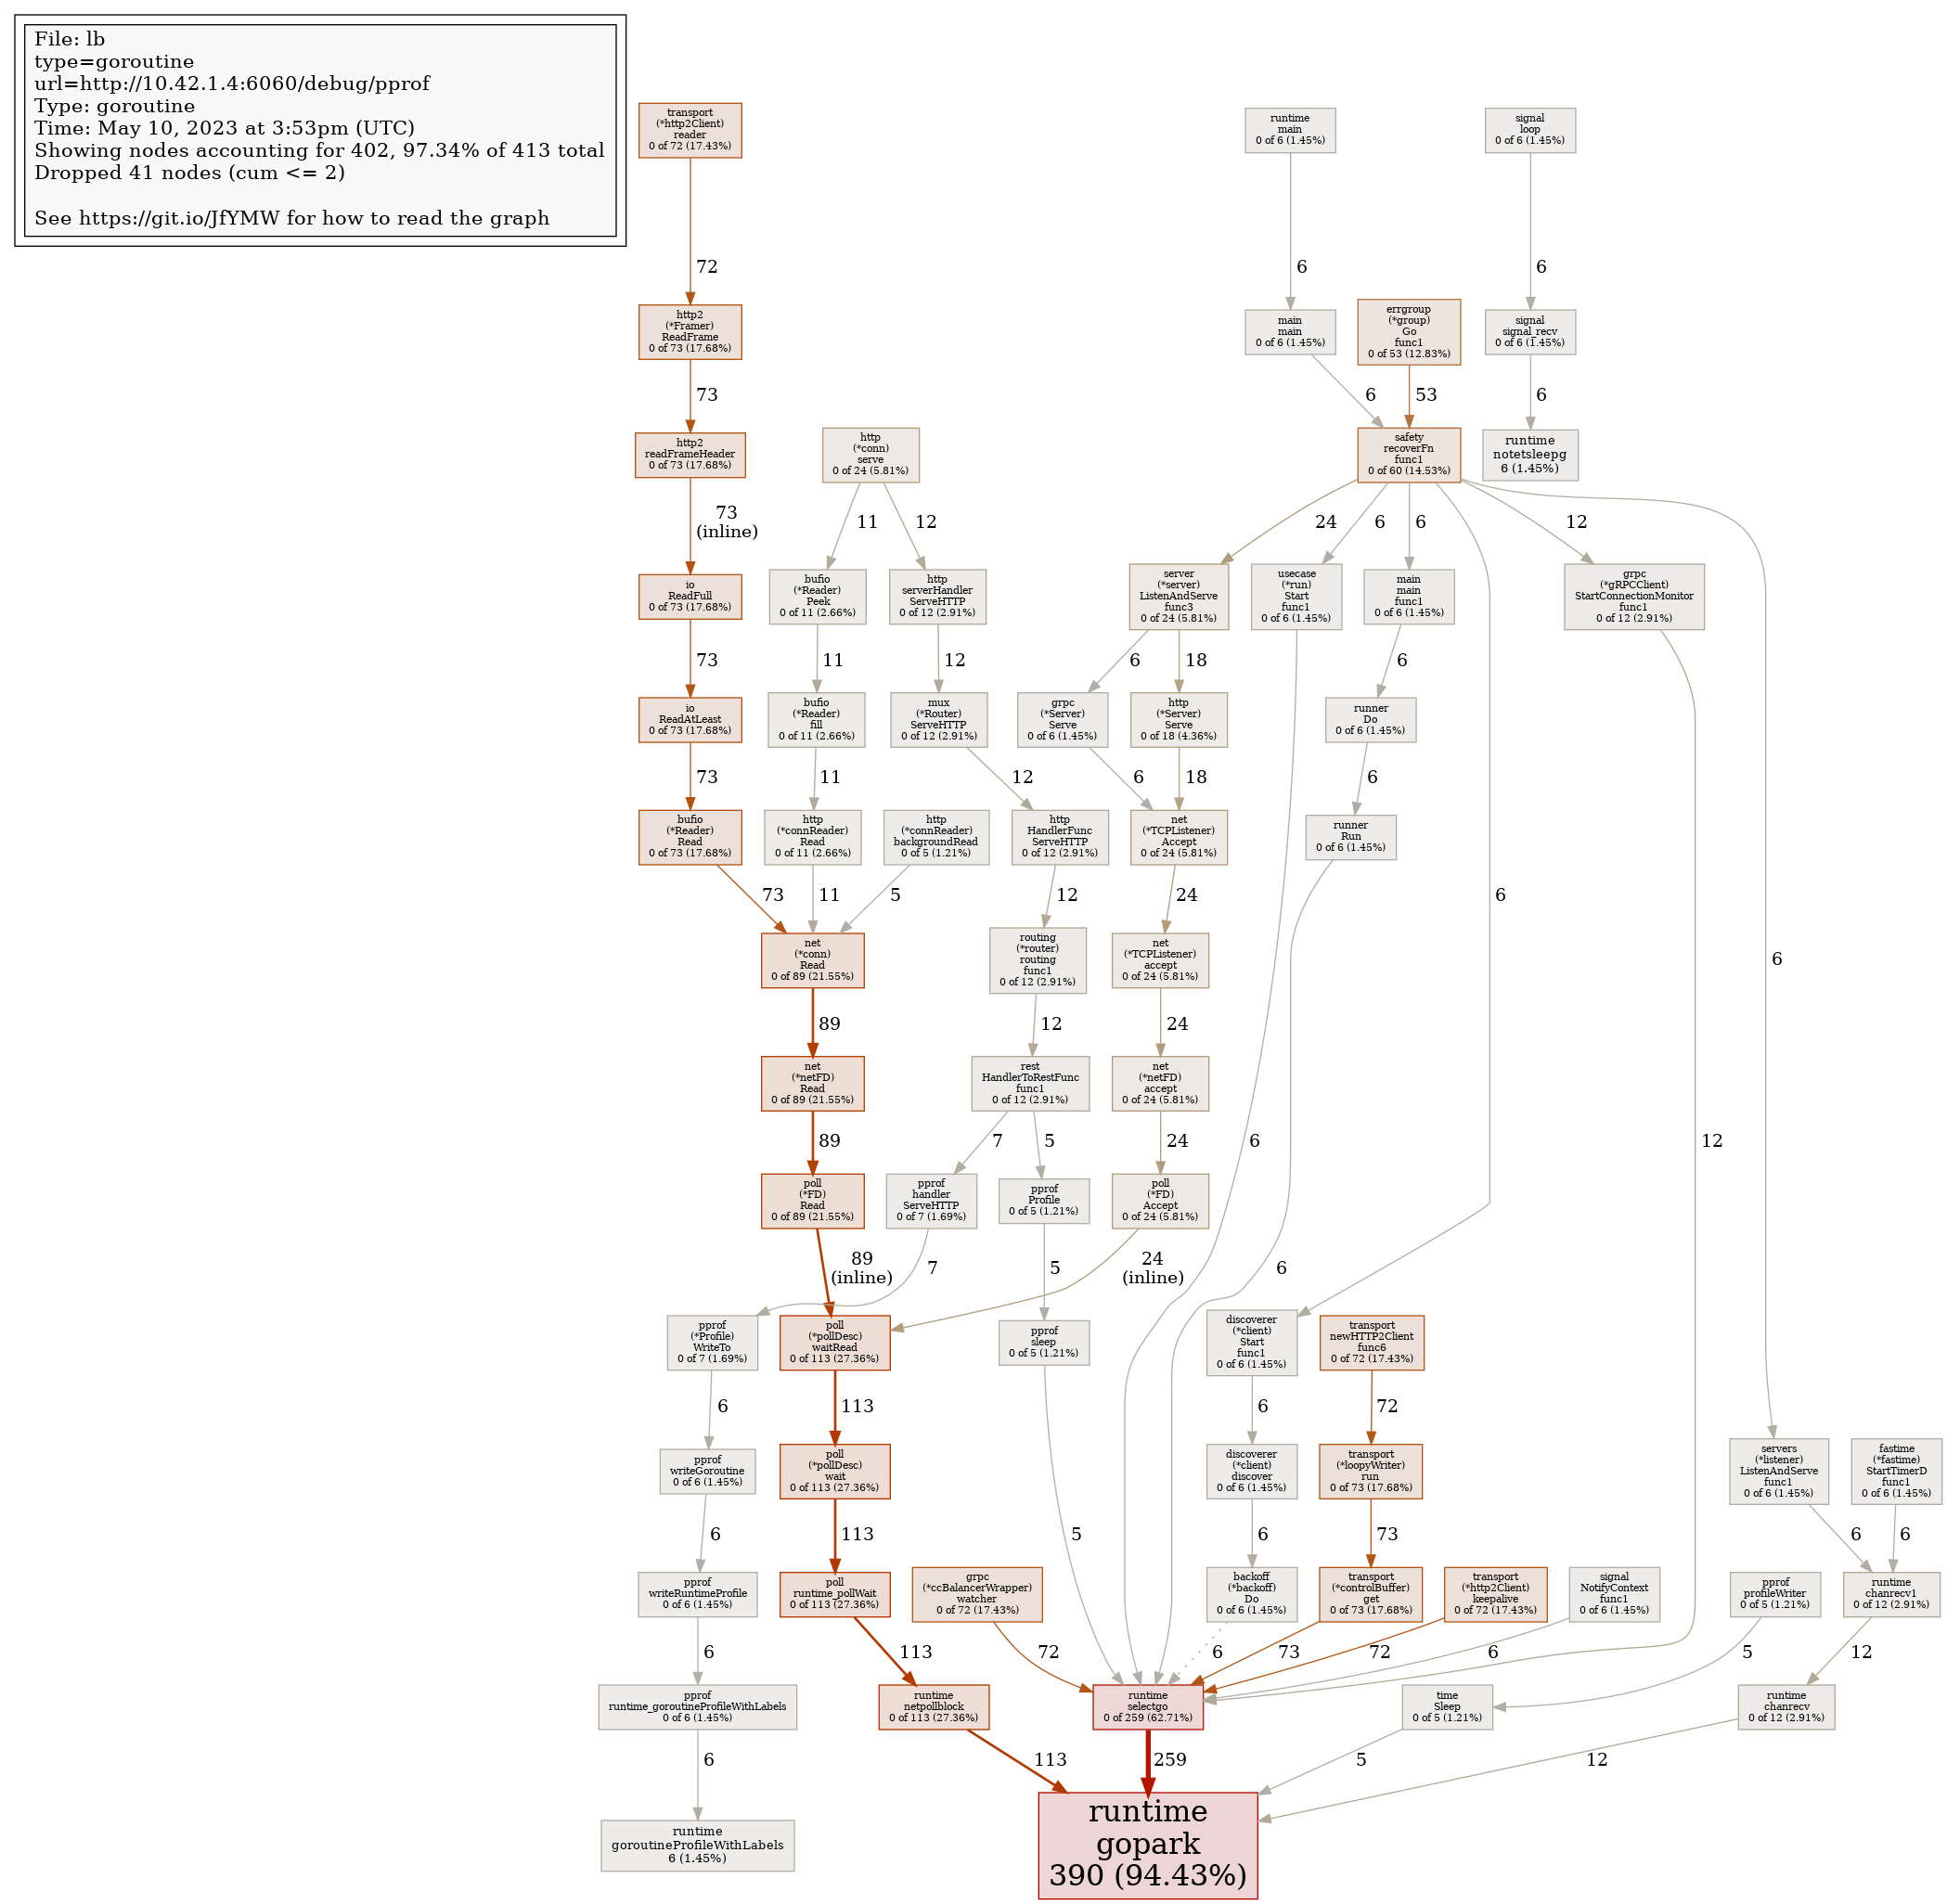 File: lb
type=goroutine
url=http://10.42.1.4:6060/debug/pprof
Type: goroutine
Time: May 10, 2023 at 3:53pm (UTC)
Showing nodes accounting for 402, 97.34% of 413 total
Dropped 41 nodes (cum <= 2)
See https://git.io/JfYMW for how to read the graph
transport
(*http2Client)
reader
0 of 72 (17.43%)
runtime
main
0 of 6 (1.45%)
signal
loop
0 of 6 (1.45%)
72
6
6
http2
(*Framer)
ReadFrame
0 of 73 (17.68%)
main
main
0 of 6 (1.45%)
errgroup
(*group)
Go
func1
0 of 53 (12.83%)
signal
signal_recv
0 of 6 (1.45%)
73
6
53
6
http2
readFrameHeader
0 of 73 (17.68%)
http
(*conn)
serve
0 of 24 (5.81%)
safety
recoverFn
func1
0 of 60 (14.53%)
runtime
notetsleepg
6 (1.45%)
73
(inline)
11
12
24
6
6
12
io
ReadFull
0 of 73 (17.68%)
bufio
(*Reader)
Peek
0 of 11 (2.66%)
http
serverHandler
ServeHTTP
0 of 12 (2.91%)
server
(*server)
ListenAndServe
func3
0 of 24 (5.81%)
usecase
(*run)
Start
func1
0 of 6 (1.45%)
main
main
func1
0 of 6 (1.45%)
grpc
(*gRPCClient)
StartConnectionMonitor
func1
0 of 12 (2.91%)
73
11
12
6
18
6
io
ReadAtLeast
0 of 73 (17.68%)
bufio
(*Reader)
fill
0 of 11 (2.66%)
mux
(*Router)
ServeHTTP
0 of 12 (2.91%)
grpc
(*Server)
Serve
0 of 6 (1.45%)
http
(*Server)
Serve
0 of 18 (4.36%)
runner
Do
0 of 6 (1.45%)
73
11
12
6
18
6
bufio
(*Reader)
Read
0 of 73 (17.68%)
http
(*connReader)
Read
0 of 11 (2.66%)
http
(*connReader)
backgroundRead
0 of 5 (1.21%)
http
HandlerFunc
ServeHTTP
0 of 12 (2.91%)
net
(*TCPListener)
Accept
0 of 24 (5.81%)
runner
Run
0 of 6 (1.45%)
73
11
5
12
24
6
net
(*conn)
Read
0 of 89 (21.55%)
routing
(*router)
routing
func1
0 of 12 (2.91%)
net
(*TCPListener)
accept
0 of 24 (5.81%)
6
89
12
24
net
(*netFD)
Read
0 of 89 (21.55%)
rest
HandlerToRestFunc
func1
0 of 12 (2.91%)
net
(*netFD)
accept
0 of 24 (5.81%)
89
7
5
24
6
12
poll
(*FD)
Read
0 of 89 (21.55%)
pprof
handler
ServeHTTP
0 of 7 (1.69%)
pprof
Profile
0 of 5 (1.21%)
poll
(*FD)
Accept
0 of 24 (5.81%)
89
(inline)
7
5
24
(inline)
6
pprof
(*Profile)
WriteTo
0 of 7 (1.69%)
poll
(*pollDesc)
waitRead
0 of 113 (27.36%)
pprof
sleep
0 of 5 (1.21%)
discoverer
(*client)
Start
func1
0 of 6 (1.45%)
transport
newHTTP2Client
func6
0 of 72 (17.43%)
6
113
6
72
pprof
writeGoroutine
0 of 6 (1.45%)
poll
(*pollDesc)
wait
0 of 113 (27.36%)
discoverer
(*client)
discover
0 of 6 (1.45%)
transport
(*loopyWriter)
run
0 of 73 (17.68%)
servers
(*listener)
ListenAndServe
func1
0 of 6 (1.45%)
fastime
(*fastime)
StartTimerD
func1
0 of 6 (1.45%)
6
113
5
6
73
6
6
pprof
writeRuntimeProfile
0 of 6 (1.45%)
poll
runtime_pollWait
0 of 113 (27.36%)
grpc
(*ccBalancerWrapper)
watcher
0 of 72 (17.43%)
backoff
(*backoff)
Do
0 of 6 (1.45%)
transport
(*controlBuffer)
get
0 of 73 (17.68%)
transport
(*http2Client)
keepalive
0 of 72 (17.43%)
signal
NotifyContext
func1
0 of 6 (1.45%)
pprof
profileWriter
0 of 5 (1.21%)
runtime
chanrecv1
0 of 12 (2.91%)
6
113
72
6
73
72
6
5
12
pprof
runtime_goroutineProfileWithLabels
0 of 6 (1.45%)
runtime
netpollblock
0 of 113 (27.36%)
runtime
selectgo
0 of 259 (62.71%)
time
Sleep
0 of 5 (1.21%)
runtime
chanrecv
0 of 12 (2.91%)
6
113
259
5
12
runtime
goroutineProfileWithLabels
6 (1.45%)
runtime
gopark
390 (94.43%)